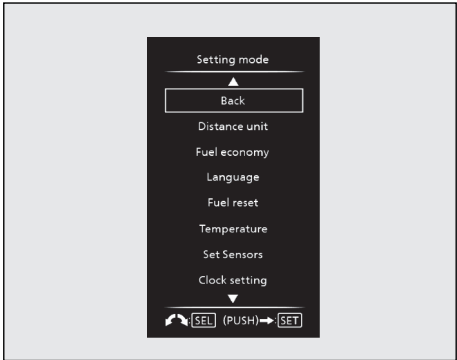 Setting mode
Back
Distance unit
Fuel economy
Language
Fuel reset
Temperature
Set Sensors
Clock setting
:SEL (PUSH)➞:SET